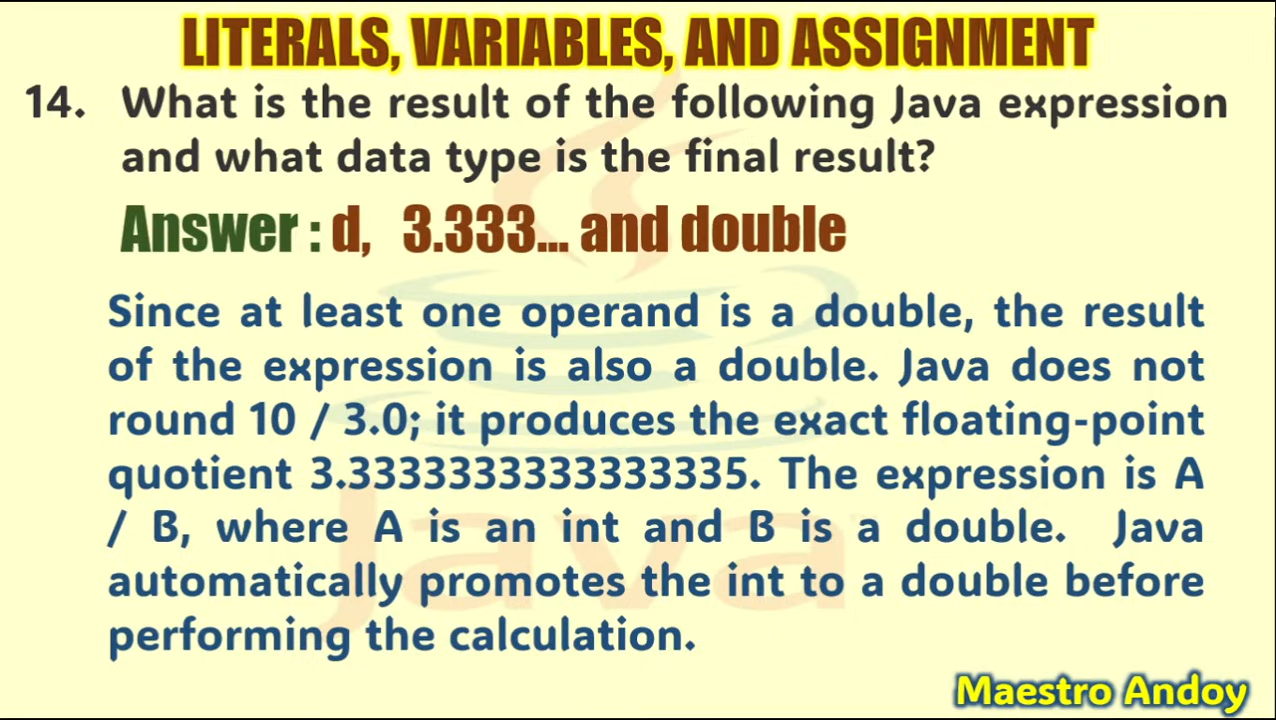 LITERALS, VARIABLES, AND ASSIGNMENT
14. What is the result of the following Java expression
and what data type is the final result?
Answer : d, 3.333... and double
Since at least one operand is a double, the result
of the expression is also a double. Java does not
round 10 / 3.0; it produces the exact floating-point
quotient 3.3333333333333335. The expression is A
/ B, where A is an int and B is a double. Java
automatically promotes the int to a double before
performing the calculation.
Java
Maestro Andoy